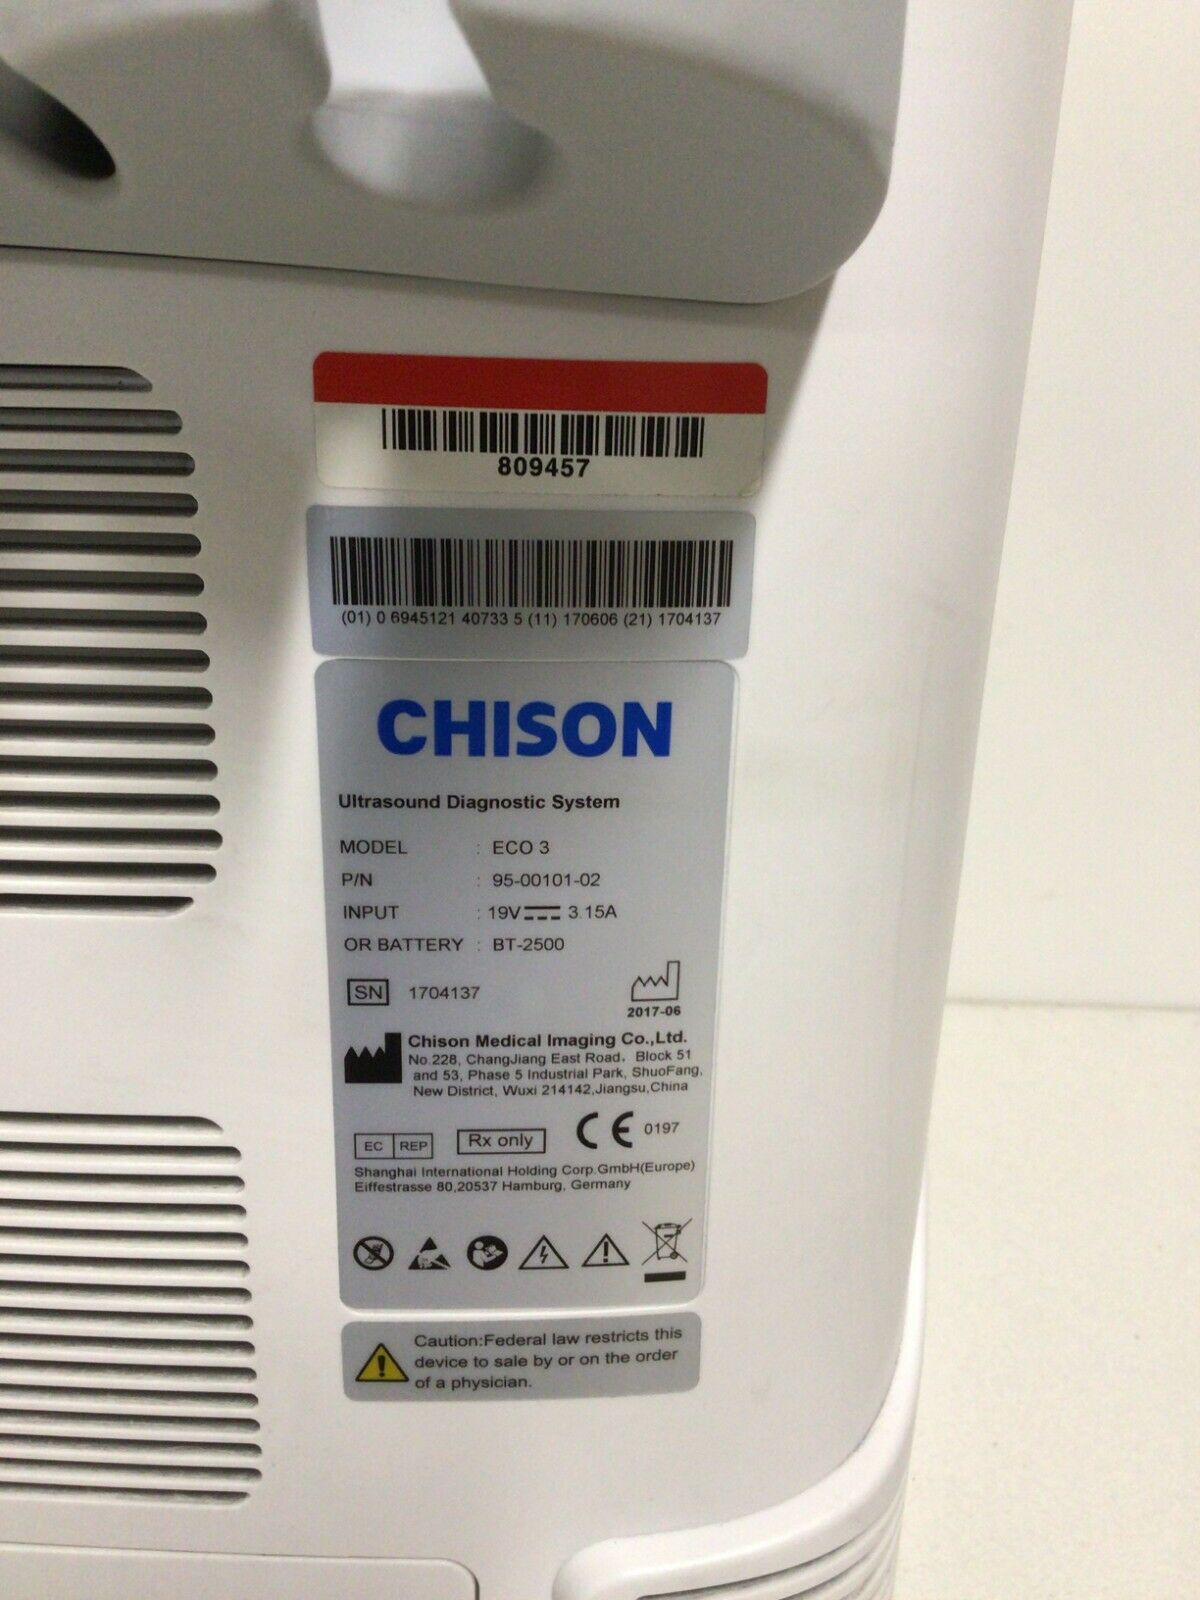 809457
(01) 0 6945121 40733 5 (11) 170606 (21) 1704137
CHISON
Ultrasound Diagnostic System
MODEL : ECO 3
P/N : 95-00101-02
INPUT : 19V 3.15A
OR BATTERY : BT-2500
SN 1704137
2017-06
Chison Medical Imaging Co.,Ltd.
No.228, ChangJiang East Road, Block 51
and 53, Phase 5 Industrial Park, ShuoFang,
New District, Wuxi 214142,Jiangsu,China
EC REP Rx only CE 0197
Shanghai International Holding Corp.GmbH(Europe)
Eiffestrasse 80,20537 Hamburg, Germany
Caution:Federal law restricts this
device to sale by or on the order
of a physician.